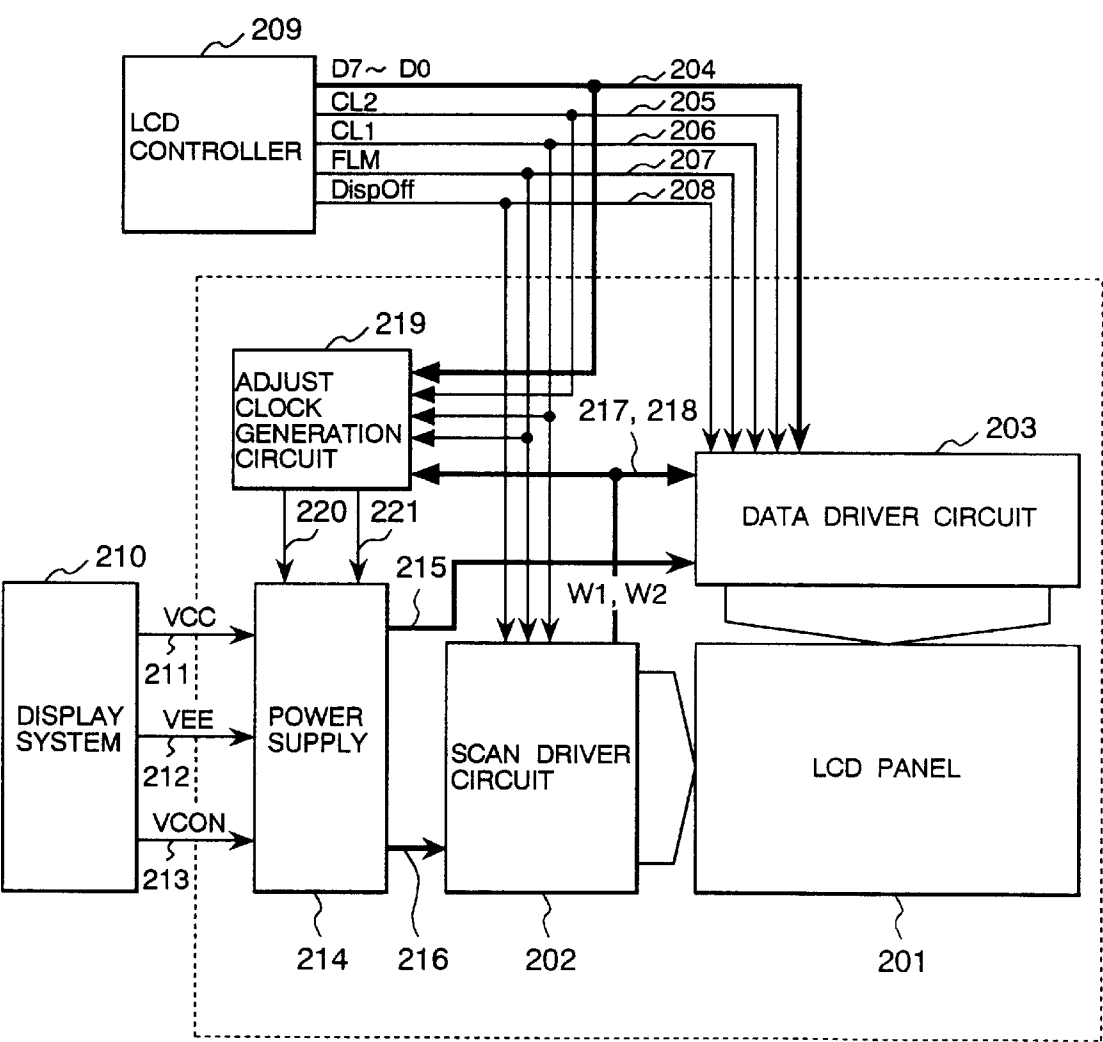 209
D7～ D0
204
CL2
205
LCD
CONTROLLER
CL1
206
FLM
207
DispOff
208
219
ADJUST
CLOCK
GENERATION
CIRCUIT
217, 218
203
220
221
DATA DRIVER CIRCUIT
210
215
W1, W2
VCC
211
DISPLAY
SYSTEM
VEE
212
POWER
SUPPLY
SCAN DRIVER
CIRCUIT
LCD PANEL
VCON
213
214
216
202
201